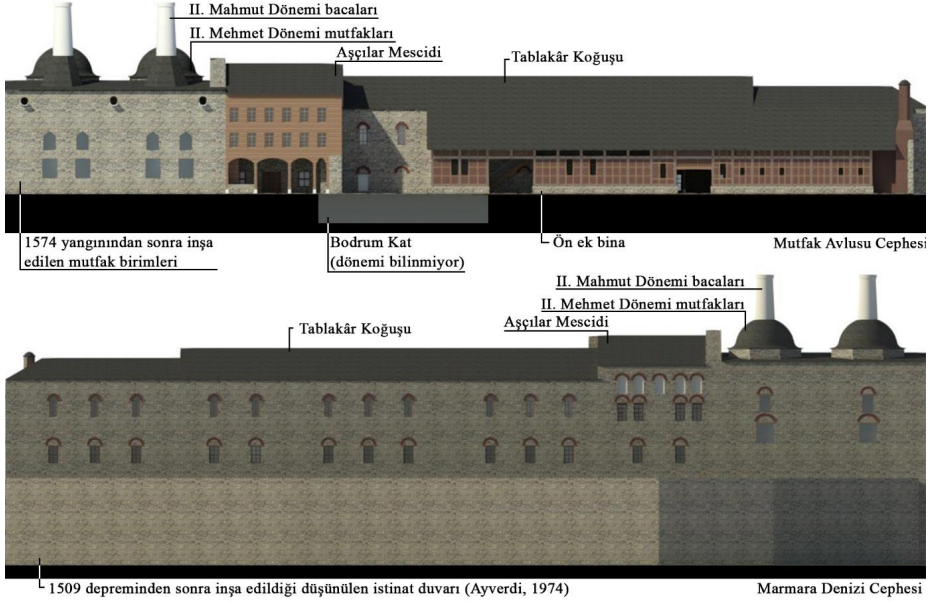 II. Mahmut Dönemi bacaları
II. Mehmet Dönemi mutfakları
Aşçılar Mescidi
Tablakâr Koğuşu
1574 yangınından sonra inşa
edilen mutfak birimleri
Bodrum Kat
(dönemi bilinmiyor)
Ön ek bina
Mutfak Avlusu Cephesi
II. Mahmut Dönemi bacaları
II. Mehmet Dönemi mutfakları
Aşçılar Mescidi
Tablakâr Koğuşu
1509 depreminden sonra inşa edildiği düşünülen istinat duvarı (Ayverdi, 1974)
Marmara Denizi Cephesi